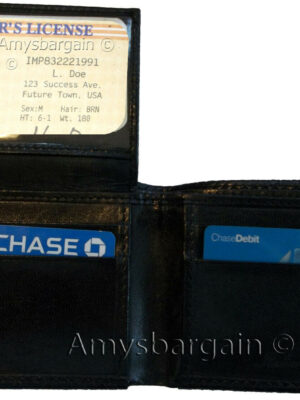 R'S LICENSE
Amysbargain ©
IMP832221991
L. Doe
123 Success Ave.
Future Town. USA
Sex:M Hair: BRN
HT: 6-1 Wt. 180
CHASE
ChaseDebit
Amysbargain ©